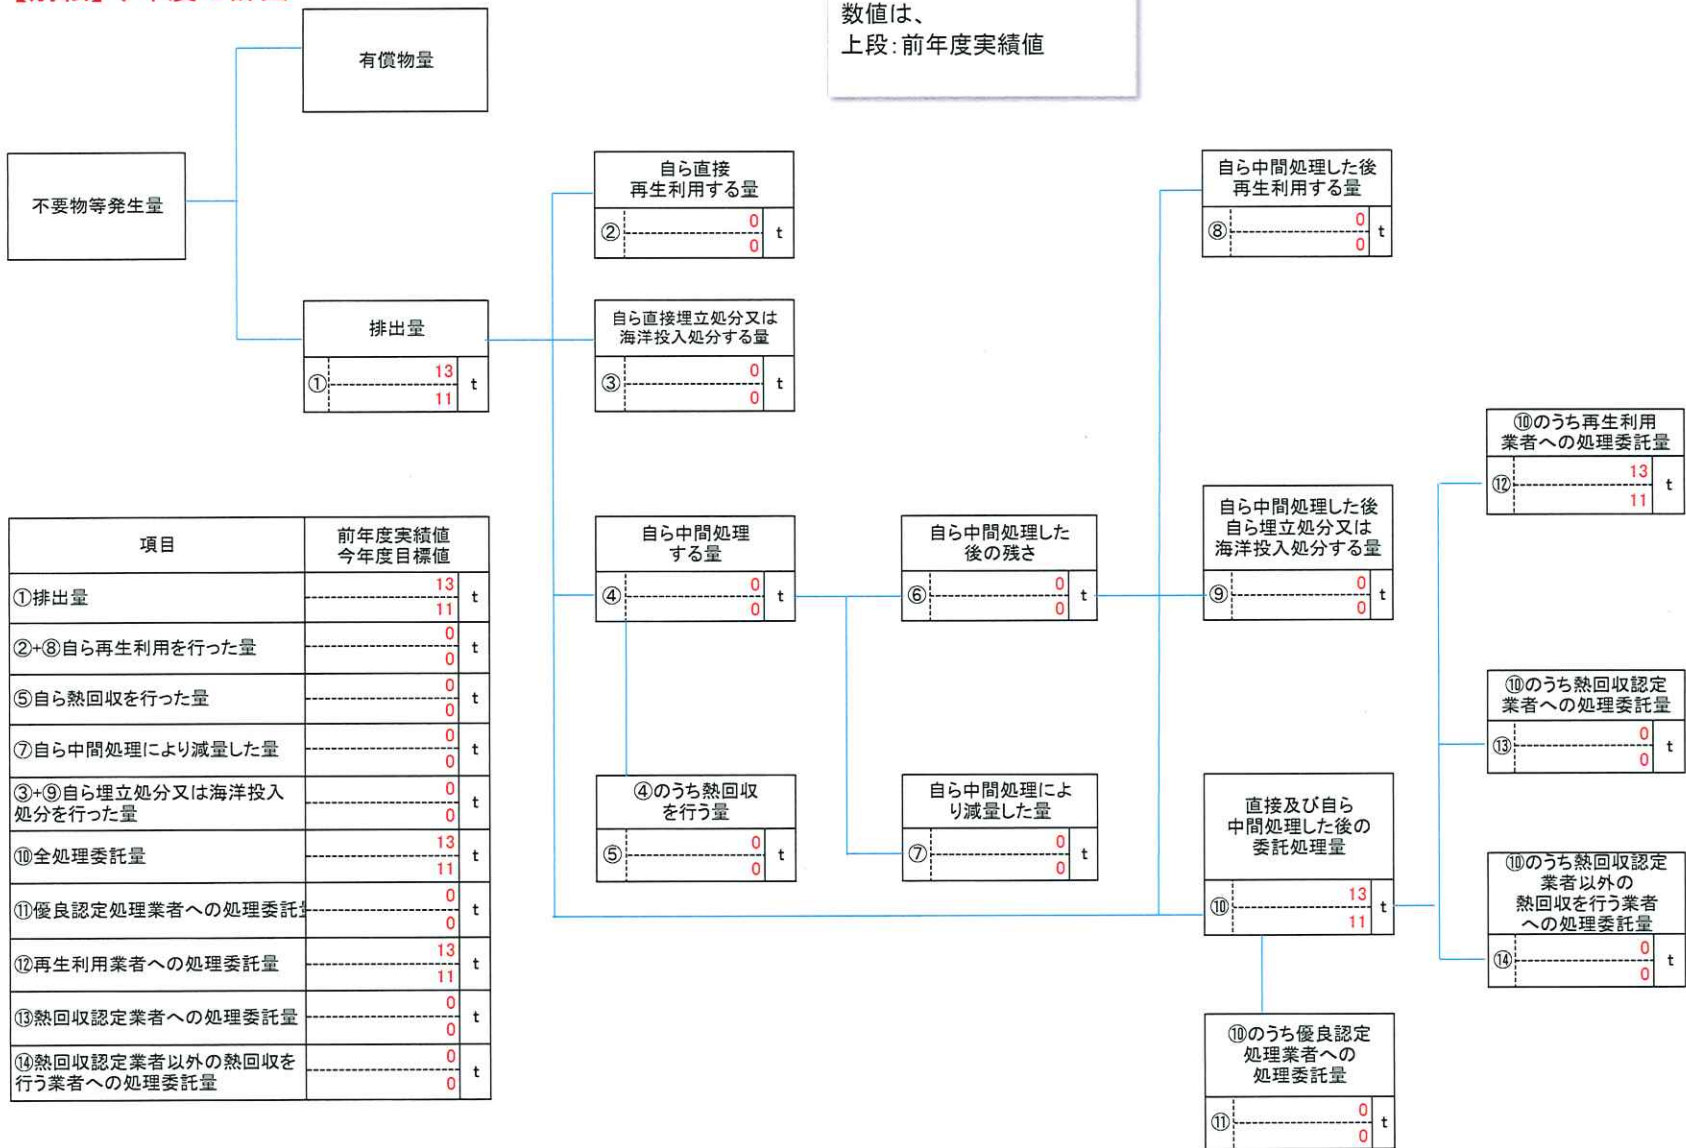 数値は、
上段:前年度実績値
有償物量
不要物等発生量
排出量
①
13
11
t
自ら直接
再生利用する量
②
0
0
t
自ら直接埋立処分又は
海洋投入処分する量
③
0
0
t
自ら中間処理
する量
④
0
0
t
④のうち熱回収
を行う量
⑤
0
0
t
自ら中間処理した
後の残さ
⑥
0
0
t
自ら中間処理によ
り減量した量
⑦
0
0
t
自ら中間処理した後
再生利用する量
⑧
0
0
t
自ら中間処理した後
自ら埋立処分又は
海洋投入処分する量
⑨
0
0
t
直接及び自ら
中間処理した後の
委託処理量
⑩
13
11
t
⑩のうち優良認定
処理業者への
処理委託量
⑪
0
0
t
⑩のうち再生利用
業者への処理委託量
⑫
13
11
t
⑩のうち熱回収認定
業者への処理委託量
⑬
0
0
t
⑩のうち熱回収認定
業者以外の
熱回収を行う業者
への処理委託量
⑭
0
0
t
項目
前年度実績値
今年度目標値
①排出量
13
11
t
②+⑧自ら再生利用を行った量
0
0
t
⑤自ら熱回収を行った量
0
0
t
⑦自ら中間処理により減量した量
0
0
t
③+⑨自ら埋立処分又は海洋投入
処分を行った量
0
0
t
⑩全処理委託量
13
11
t
⑪優良認定処理業者への処理委託
0
0
t
⑫再生利用業者への処理委託量
13
11
t
⑬熱回収認定業者への処理委託量
0
0
t
⑭熱回収認定業者以外の熱回収を
行う業者への処理委託量
0
0
t